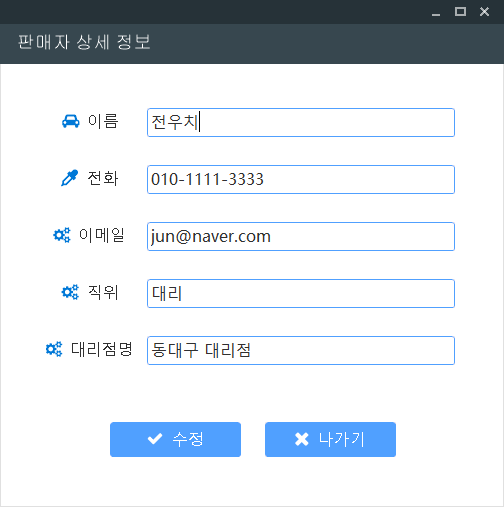 판매자 상세 정보
이름 전우치
전화 010-1111-3333
이메일 jun@naver.com
직위 대리
대리점명 동대구 대리점
수정 나가기